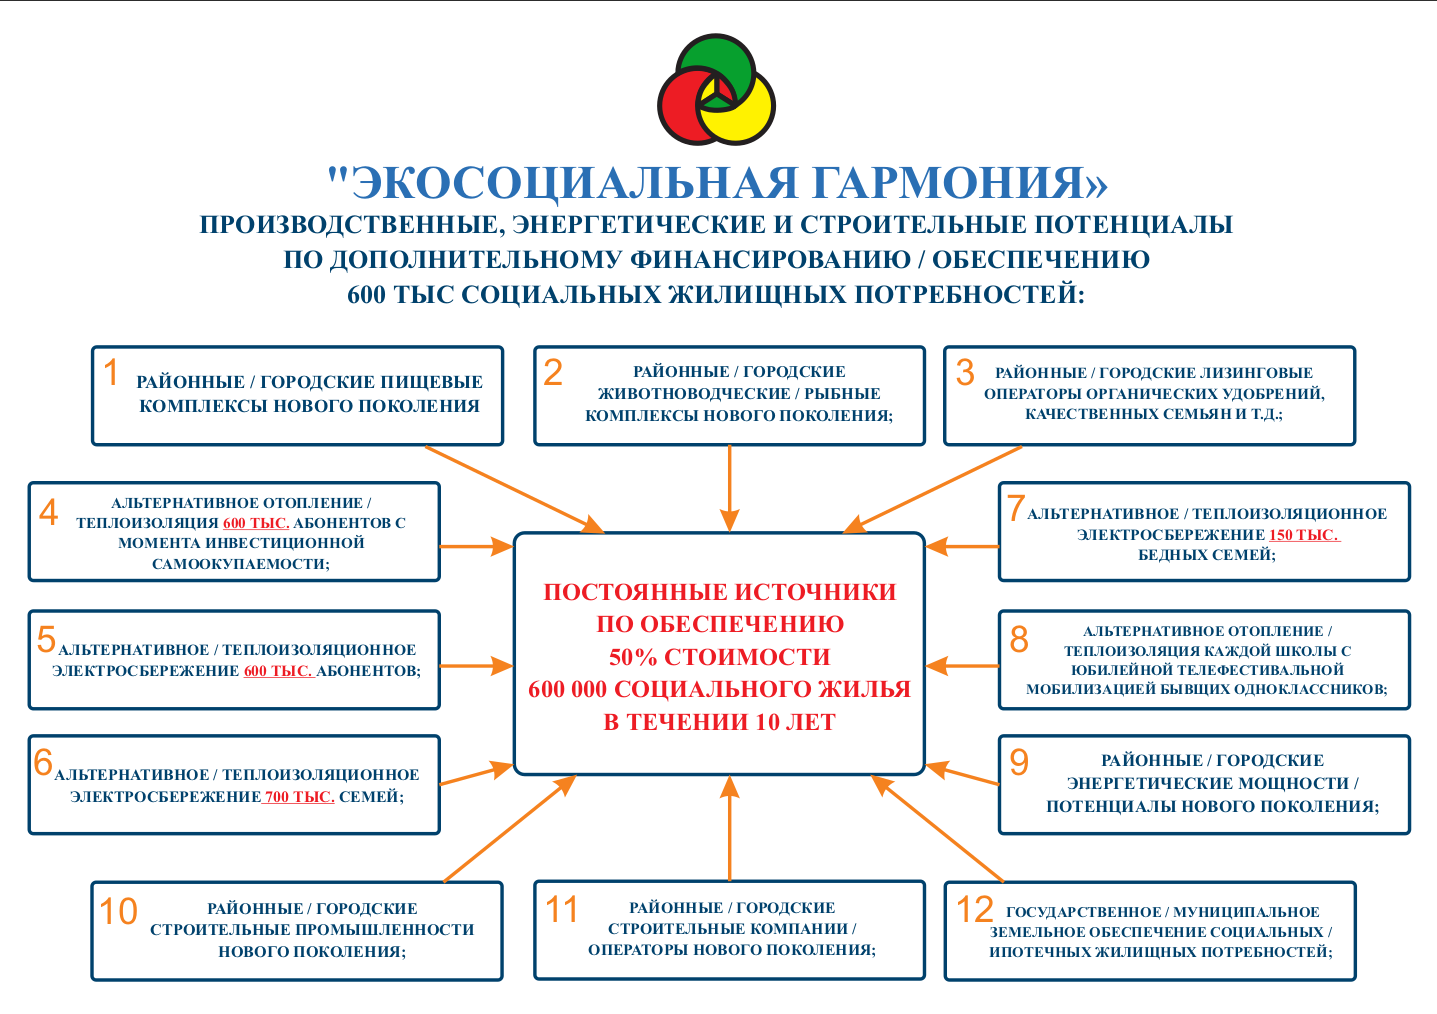 "ЭКОСОЦИАЛЬНАЯ ГАРМОНИЯ»
ПРОИЗВОДСТВЕННЫЕ, ЭНЕРГЕТИЧЕСКИЕ И СТРОИТЕЛЬНЫЕ ПОТЕНЦИАЛЫ
ПО ДОПОЛНИТЕЛЬНОМУ ФИНАНСИРОВАНИЮ / ОБЕСПЕЧЕНИЮ
600 ТЫС СОЦИАЛЬНЫХ ЖИЛИЩНЫХ ПОТРЕБНОСТЕЙ:
1
РАЙОННЫЕ / ГОРОДСКИЕ ПИЩЕВЫЕ
КОМПЛЕКСЫ НОВОГО ПОКОЛЕНИЯ
2
РАЙОННЫЕ / ГОРОДСКИЕ
ЖИВОТНОВОДЧЕСКИЕ / РЫБНЫЕ
КОМПЛЕКСЫ НОВОГО ПОКОЛЕНИЯ;
3
РАЙОННЫЕ / ГОРОДСКИЕ ЛИЗИНГОВЫЕ
ОПЕРАТОРЫ ОРГАНИЧЕСКИХ УДОБРЕНИЙ,
КАЧЕСТВЕННЫХ СЕМЬЯН И Т.Д.;
4
АЛЬТЕРНАТИВНОЕ ОТОПЛЕНИЕ /
ТЕПЛОИЗОЛЯЦИЯ 600 ТЫС. АБОНЕНТОВ С
МОМЕНТА ИНВЕСТИЦИОННОЙ
САМООКУПАЕМОСТИ;
5
АЛЬТЕРНАТИВНОЕ / ТЕПЛОИЗОЛЯЦИОННОЕ
ЭЛЕКТРОСБЕРЕЖЕНИЕ 600 ТЫС. АБОНЕНТОВ;
6
АЛЬТЕРНАТИВНОЕ / ТЕПЛОИЗОЛЯЦИОННОЕ
ЭЛЕКТРОСБЕРЕЖЕНИЕ 700 ТЫС. СЕМЕЙ;
ПОСТОЯННЫЕ ИСТОЧНИКИ
ПО ОБЕСПЕЧЕНИЮ
50% СТОИМОСТИ
600 000 СОЦИАЛЬНОГО ЖИЛЬЯ
В ТЕЧЕНИИ 10 ЛЕТ
7
АЛЬТЕРНАТИВНОЕ / ТЕПЛОИЗОЛЯЦИОННОЕ
ЭЛЕКТРОСБЕРЕЖЕНИЕ 150 ТЫС.
БЕДНЫХ СЕМЕЙ;
8
АЛЬТЕРНАТИВНОЕ ОТОПЛЕНИЕ /
ТЕПЛОИЗОЛЯЦИЯ КАЖДОЙ ШКОЛЫ С
ЮБИЛЕЙНОЙ ТЕЛЕФЕСТИВАЛЬНОЙ
МОБИЛИЗАЦИЕЙ БЫВЩИХ ОДНОКЛАССНИКОВ;
9
РАЙОННЫЕ / ГОРОДСКИЕ
ЭНЕРГЕТИЧЕСКИЕ МОЩНОСТИ /
ПОТЕНЦИАЛЫ НОВОГО ПОКОЛЕНИЯ;
10
РАЙОННЫЕ / ГОРОДСКИЕ
СТРОИТЕЛЬНЫЕ ПРОМЫШЛЕННОСТИ
НОВОГО ПОКОЛЕНИЯ;
11
РАЙОННЫЕ / ГОРОДСКИЕ
СТРОИТЕЛЬНЫЕ КОМПАНИИ /
ОПЕРАТОРЫ НОВОГО ПОКОЛЕНИЯ;
12
ГОСУДАРСТВЕННОЕ / МУНИЦИПАЛЬНОЕ
ЗЕМЕЛЬНОЕ ОБЕСПЕЧЕНИЕ СОЦИАЛЬНЫХ /
ИПОТЕЧНЫХ ЖИЛИЩНЫХ ПОТРЕБНОСТЕЙ;